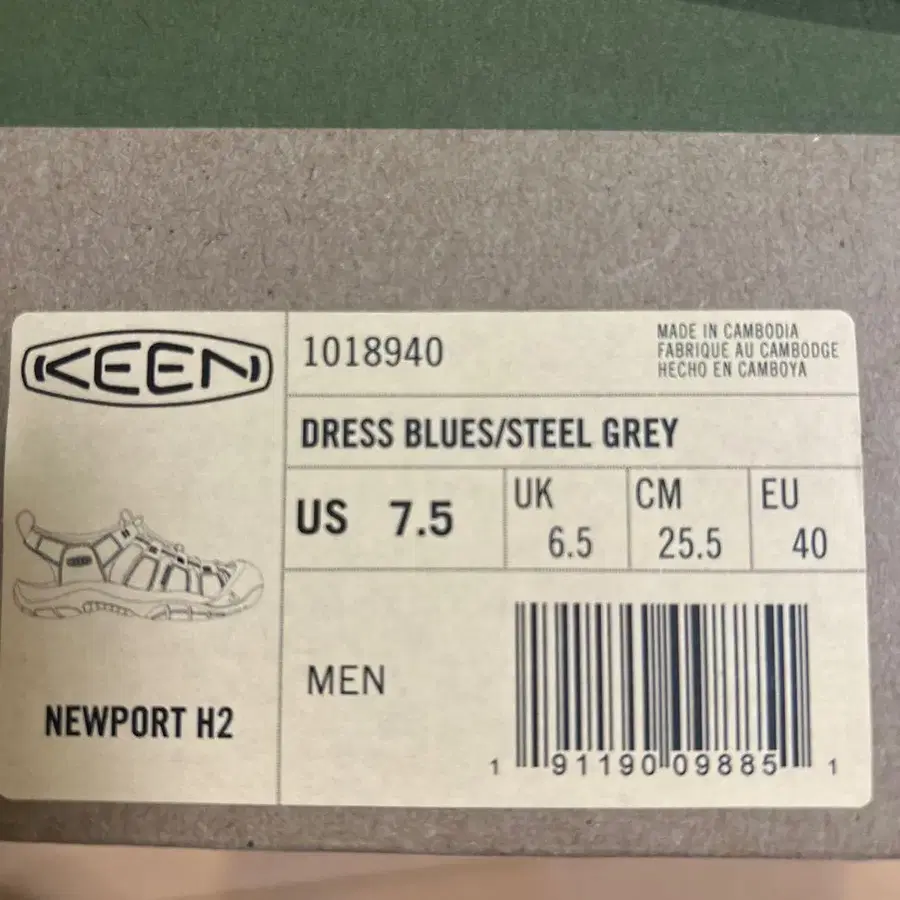 KEEN
1018940
MADE IN CAMBODIA
FABRIQUE AU CAMBODGE
HECHO EN CAMBOYA
DRESS BLUES/STEEL GREY
US 7.5
UK 6.5
CM 25.5
EU 40
KEEN
NEWPORT H2
MEN
1 91190 09885 1